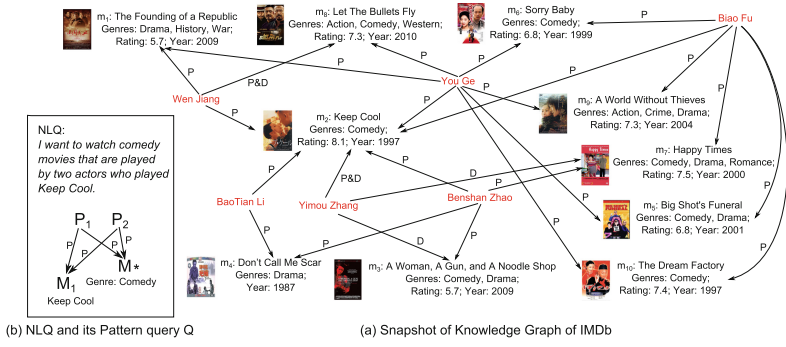 m₁: The Founding of a Republic
Genres: Drama, History, War;
Rating: 5.7; Year: 2009
m₈: Let The Bullets Fly
Genres: Action, Comedy, Western;
Rating: 7.3; Year: 2010
m₆: Sorry Baby
Genres: Comedy;
Rating: 6.8; Year: 1999
Biao Fu
P
P
P
P
P
P&D
You Ge
Wen Jiang
P
P
P
P
P
P
P
P
P
m₉: A World Without Thieves
Genres: Action, Crime, Drama;
Rating: 7.3; Year: 2004
m₂: Keep Cool
Genres: Comedy;
Rating: 8.1; Year: 1997
m₇: Happy Times
Genres: Comedy, Drama, Romance;
Rating: 7.5; Year: 2000
P
P&D
P
D
P
BaoTian Li
Yimou Zhang
Benshan Zhao
m₅: Big Shot's Funeral
Genres: Comedy, Drama;
Rating: 6.8; Year: 2001
P
P
D
P
P
m₄: Don't Call Me Scar
Genres: Drama;
Year: 1987
m₃: A Woman, A Gun, and A Noodle Shop
Genres: Comedy, Drama;
Rating: 5.7; Year: 2009
m₁₀: The Dream Factory
Genres: Comedy;
Rating: 7.4; Year: 1997
NLQ:
I want to watch comedy
movies that are played
by two actors who played
Keep Cool.
P₁ P₂
P P P P
M₁ M*
Keep Cool
Genre: Comedy
(b) NLQ and its Pattern query Q
(a) Snapshot of Knowledge Graph of IMDb